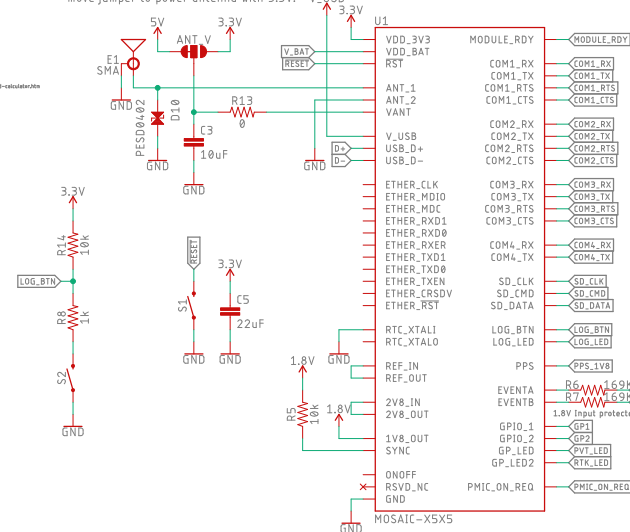 move jumper to power antenna with 3.3V.
V_USB
3.3V
U1
5V
3.3V
ANT_V
VDD_3V3
MODULE_RDY
MODULE_RDY
V_BAT
VDD_BAT
RESET
RST
COM1_RX
COM1_RX
E1
SMA
COM1_TX
COM1_TX
ANT_1
COM1_RTS
COM1_RTS
ANT_2
COM1_CTS
COM1_CTS
t-calculator.htm
GND
PESD0402
D10
R13
0
VANT
COM2_RX
COM2_RX
C3
10uF
V_USB
COM2_TX
COM2_TX
D+
USB_D+
COM2_RTS
COM2_RTS
D-
USB_D-
COM2_CTS
COM2_CTS
GND
GND
GND
ETHER_CLK
COM3_RX
COM3_RX
3.3V
ETHER_MDIO
COM3_TX
COM3_TX
ETHER_MDC
COM3_RTS
COM3_RTS
ETHER_RXD1
COM3_CTS
COM3_CTS
ETHER_RXD0
R14
10k
RESET
ETHER_RXER
COM4_RX
COM4_RX
ETHER_TXD1
COM4_TX
COM4_TX
3.3V
ETHER_TXD0
LOG_BTN
ETHER_TXEN
SD_CLK
SD_CLK
ETHER_CRSDV
SD_CMD
SD_CMD
S1
C5
22uF
ETHER_RST
SD_DATA
SD_DATA
R8
1k
RTC_XTALI
LOG_BTN
LOG_BTN
RTC_XTALO
LOG_LED
LOG_LED
GND
GND
GND
1.8V
REF_IN
PPS
PPS_1V8
S2
REF_OUT
R6
169K
EVENTA
R7
169K
2V8_IN
EVENTB
R5
10k
1.8V
2V8_OUT
1.8V Input protecto
GPIO_1
GP1
GND
1V8_OUT
GPIO_2
GP2
SYNC
GP_LED
PVT_LED
GP_LED2
RTK_LED
ONOFF
RSVD_NC
PMIC_ON_REQ
PMIC_ON_REQ
GND
MOSAIC-X5X5
GND